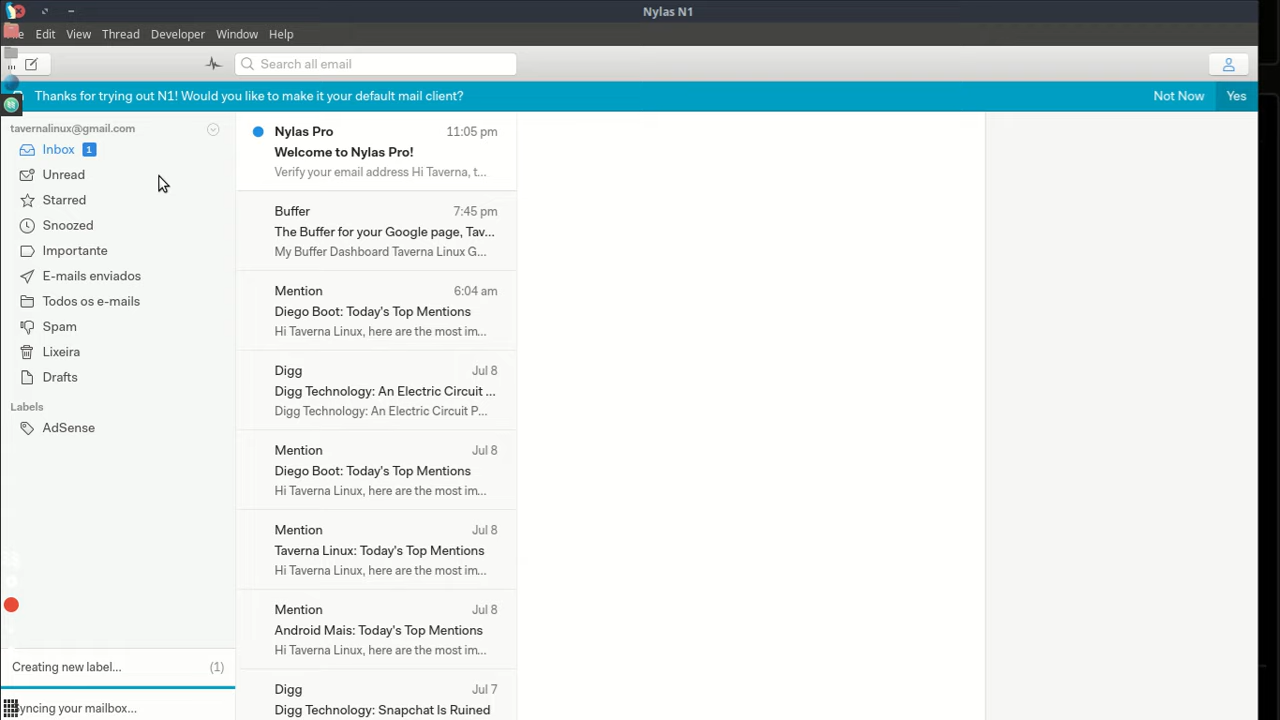 Nylas N1
Edit View Thread Developer Window Help
Search all email
Thanks for trying out N1! Would you like to make it your default mail client?
Not Now Yes
tavernalinux@gmail.com
Inbox 1
Unread
Starred
Snoozed
Importante
E-mails enviados
Todos os e-mails
Spam
Lixeira
Drafts
Labels
AdSense
Creating new label... (1)
Syncing your mailbox...
Nylas Pro 11:05 pm
Welcome to Nylas Pro!
Verify your email address Hi Taverna, t...
Buffer 7:45 pm
The Buffer for your Google page, Tav...
My Buffer Dashboard Taverna Linux G...
Mention 6:04 am
Diego Boot: Today's Top Mentions
Hi Taverna Linux, here are the most im...
Digg Jul 8
Digg Technology: An Electric Circuit ...
Digg Technology: An Electric Circuit P...
Mention Jul 8
Diego Boot: Today's Top Mentions
Hi Taverna Linux, here are the most im...
Mention Jul 8
Taverna Linux: Today's Top Mentions
Hi Taverna Linux, here are the most im...
Mention Jul 8
Android Mais: Today's Top Mentions
Hi Taverna Linux, here are the most im...
Digg Jul 7
Digg Technology: Snapchat Is Ruined